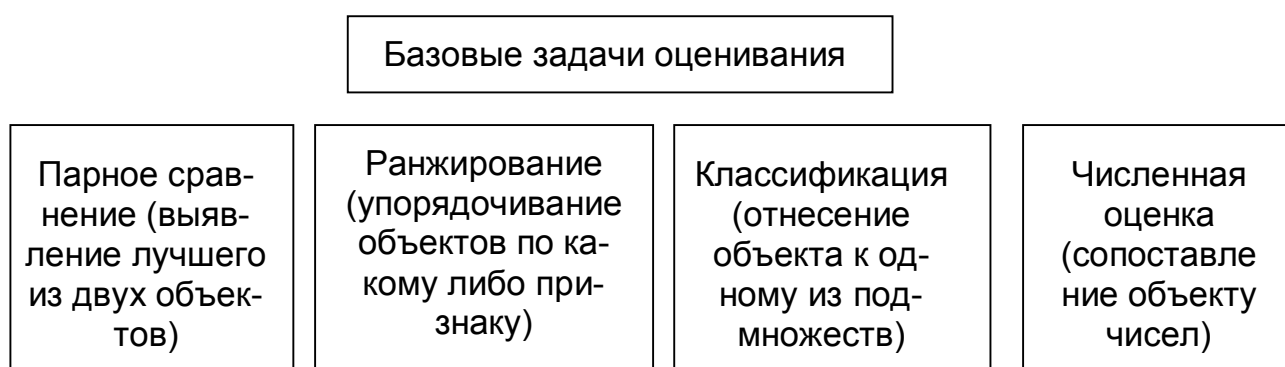 Базовые задачи оценивания
Парное срав-
нение (выяв-
ление лучшего
из двух объек-
тов)
Ранжирование
(упорядочивание
объектов по ка-
кому либо при-
знаку)
Классификация
(отнесение
объекта к од-
ному из под-
множеств)
Численная
оценка
(сопоставле
ние объекту
чисел)